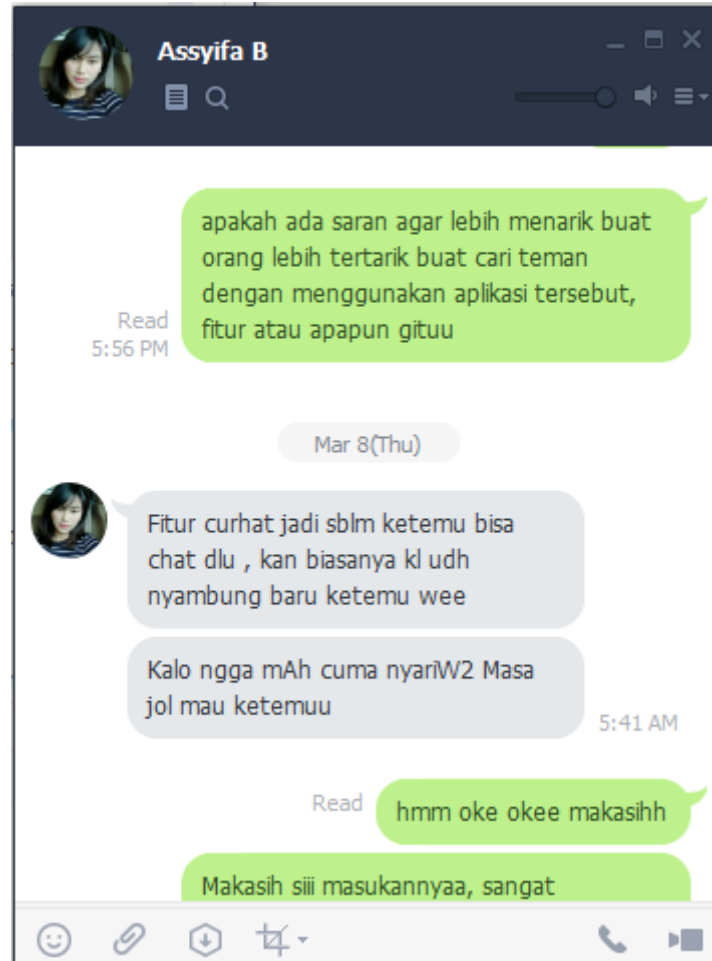 Assyifa B
apakah ada saran agar lebih menarik buat
orang lebih tertarik buat cari teman
dengan menggunakan aplikasi tersebut,
fitur atau apapun gituu
Read
5:56 PM
Mar 8(Thu)
Fitur curhat jadi sblm ketemu bisa
chat dlu , kan biasanya kl udh
nyambung baru ketemu wee
Kalo ngga mAh cuma nyariW2 Masa
jol mau ketemuu
5:41 AM
Read
hmm oke okee makasihh
Makasih siii masukannyaa, sangat